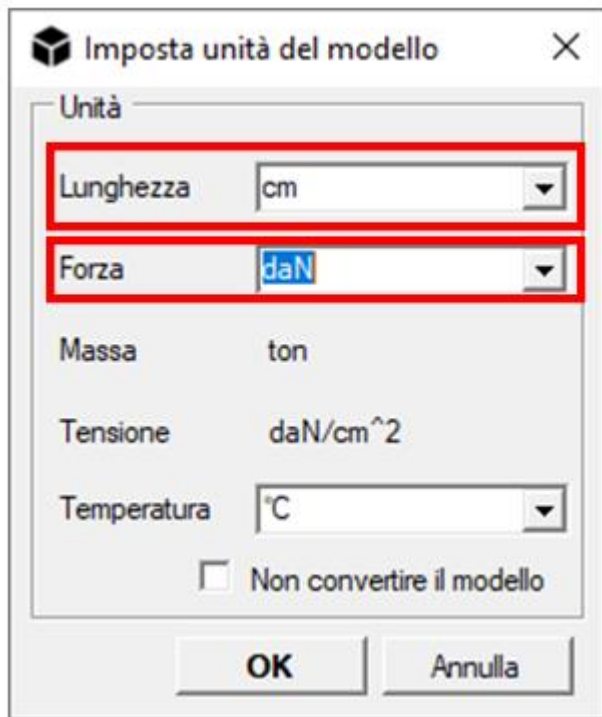 Imposta unità del modello
Unità
Lunghezza cm
Forza daN
Massa ton
Tensione daN/cm^2
Temperatura °C
Non convertire il modello
OK Annulla